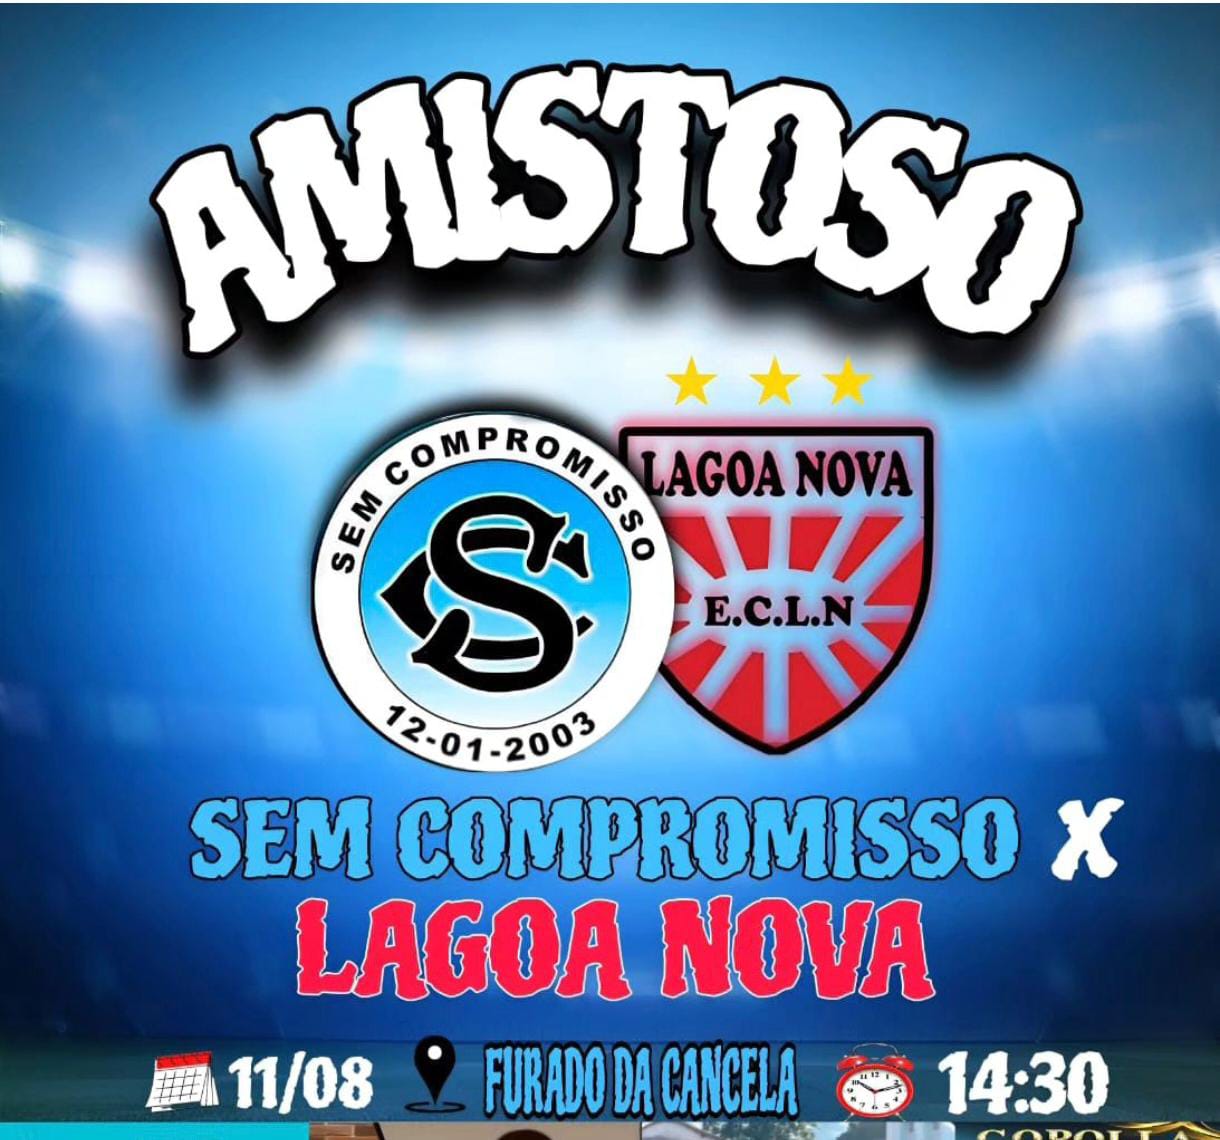 AMISTOSO
SEM COMPROMISSO
SC
12-01-2003
LAGOA NOVA
E.C.L.N
SEM COMPROMISSO X
LAGOA NOVA
11/08 FURADO DA CANCELA 14:30